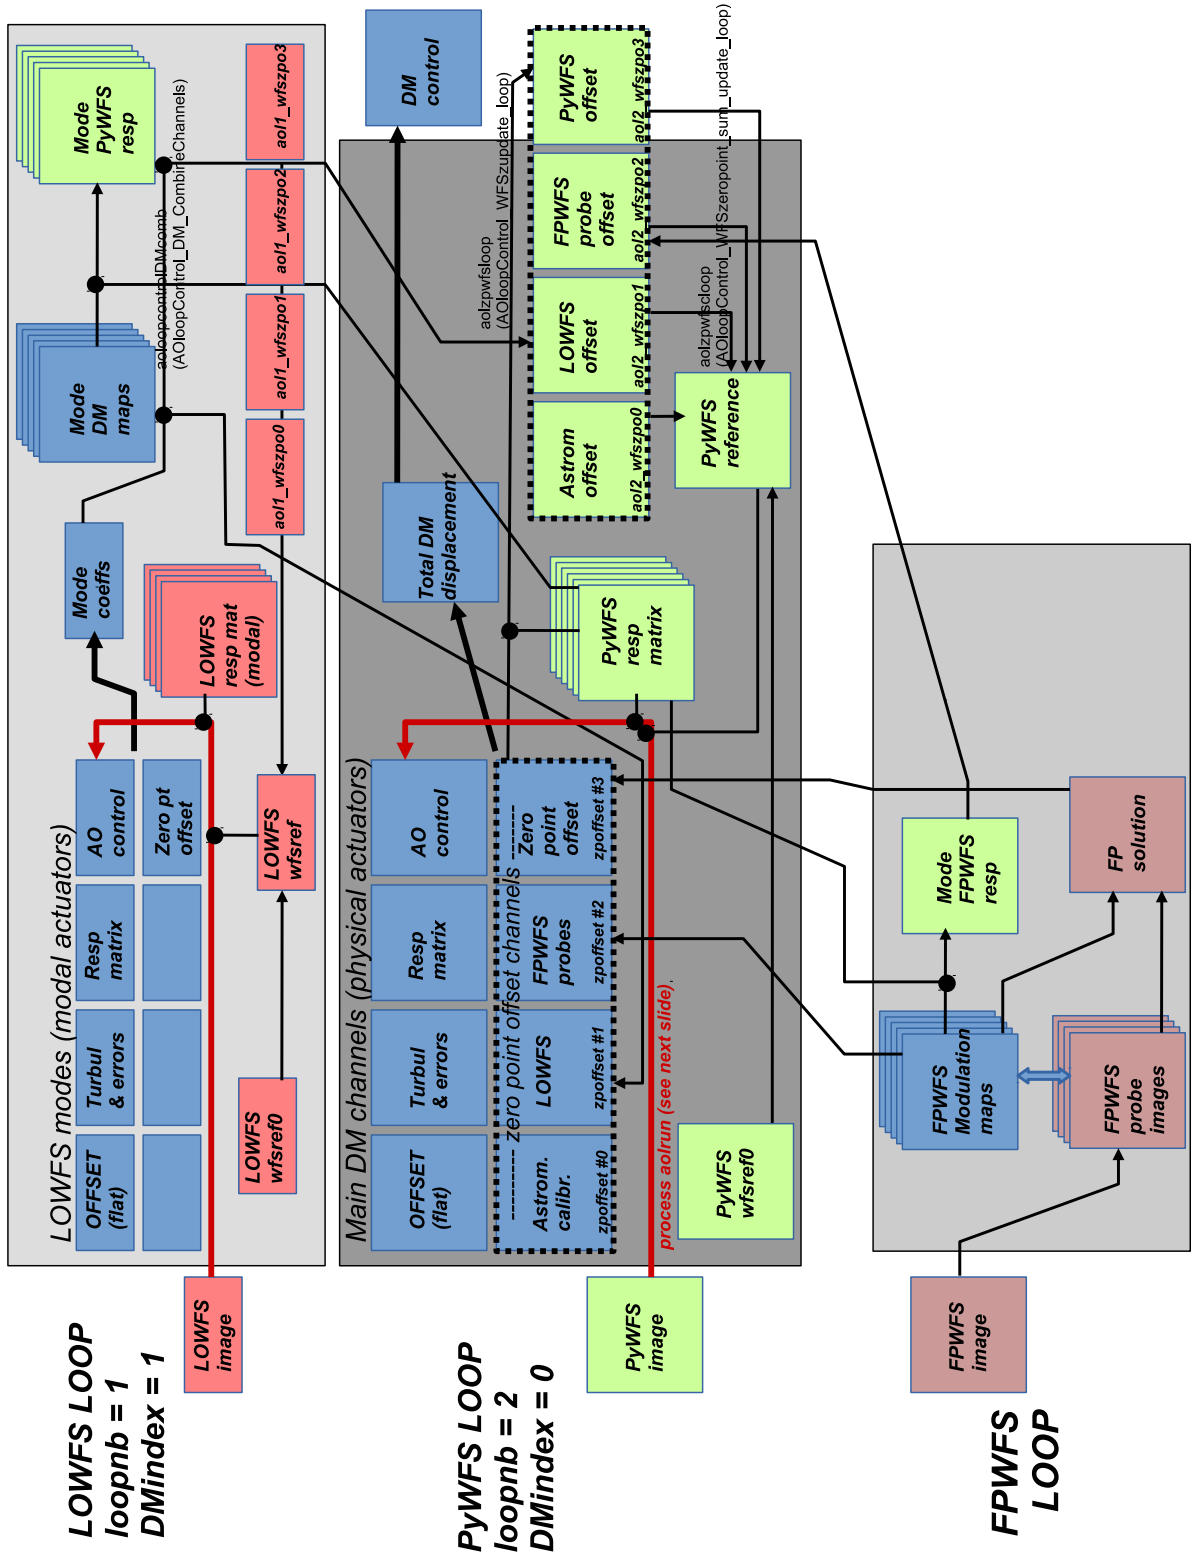 LOWFS LOOP
loopnb = 1
DMindex = 1
LOWFS
image
LOWFS modes (modal actuators)
OFFSET
(flat)
Turbul
& errors
Resp
matrix
AO
control
Zero pt
offset
LOWFS
wfsref0
LOWFS
wfsref
Mode
coeffs
LOWFS
resp mat
(modal)
Mode
DM
maps
Mode
PyWFS
resp
aoloopcontrolDMcomb
(AOloopControl_DM_CombineChannels)
aol1_wfszpo0
aol1_wfszpo1
aol1_wfszpo2
aol1_wfszpo3
PyWFS LOOP
loopnb = 2
DMindex = 0
PyWFS
image
Main DM channels (physical actuators)
OFFSET
(flat)
Turbul
& errors
Resp
matrix
AO
control
-------- zero point offset channels --------
Astrom.
calibr.
zpoffset #0
LOWFS
zpoffset #1
FPWFS
probes
zpoffset #2
Zero
point
offset
zpoffset #3
process aolrun (see next slide)
PyWFS
wfsref0
Total DM
displacement
DM
control
PyWFS
resp
matrix
aolzpwfsloop
(AOloopControl_WFSzupdate_loop)
Astrom
offset
aol2_wfszpo0
LOWFS
offset
aol2_wfszpo1
FPWFS
probe
offset
aol2_wfszpo2
PyWFS
offset
aol2_wfszpo3
PyWFS
reference
aolzpwfscloop
(AOloopControl_WFSzeropoint_sum_update_loop)
FPWFS
LOOP
FPWFS
image
FPWFS
Modulation
maps
FPWFS
probe
images
Mode
FPWFS
resp
FP
solution